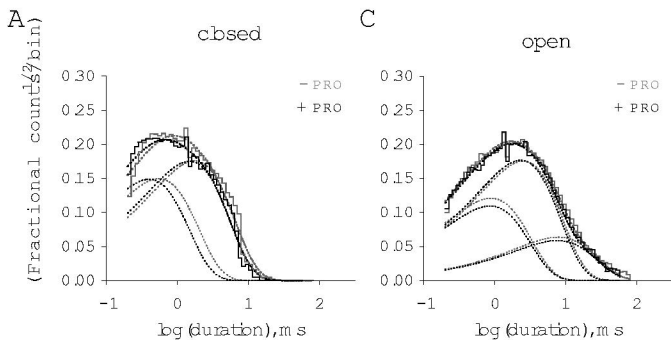 A
closed
(Fractional counts/bin)1/2
0.30
0.25
0.20
0.15
0.10
0.05
0.00
− PRO
+ PRO
−1 0 1 2
log (duration), ms
C
open
0.30
0.25
0.20
0.15
0.10
0.05
0.00
− PRO
+ PRO
−1 0 1 2
log (duration), ms